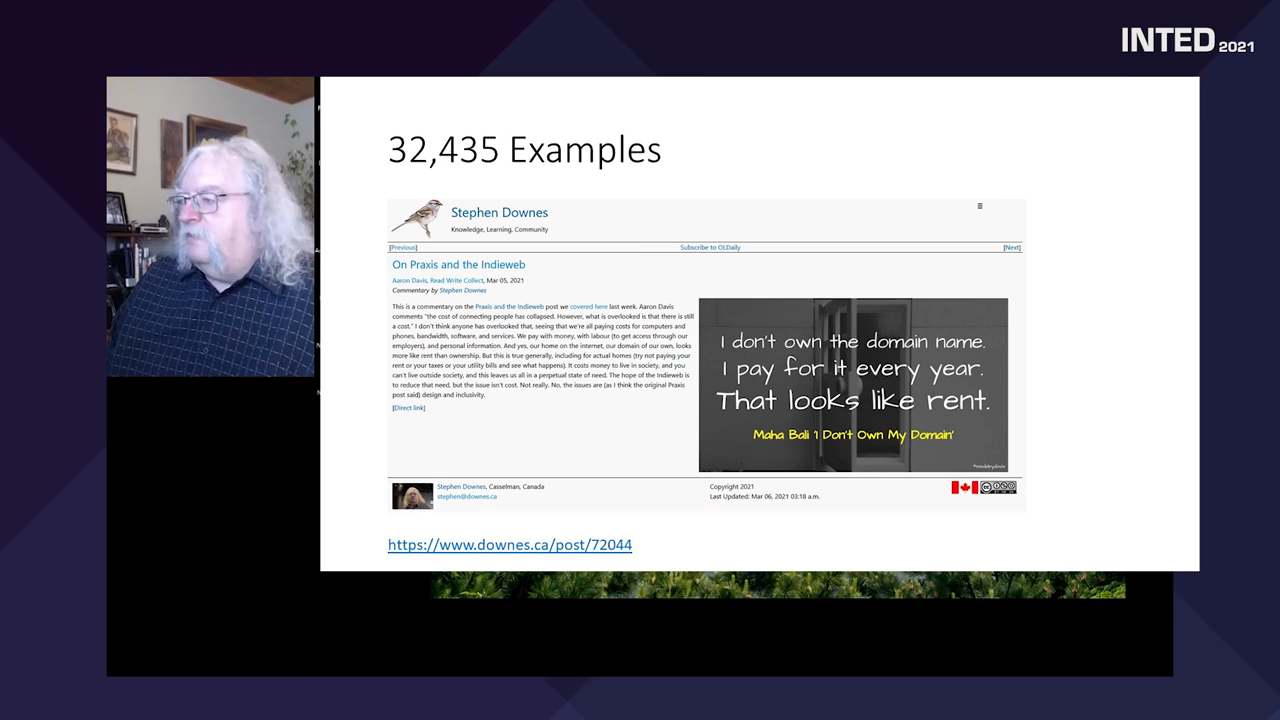 INTED 2021
32,435 Examples
Stephen Downes
Knowledge, Learning, Community
[Previous]
Subscribe to OLDaily
[Next]
On Praxis and the Indieweb
Aaron Davis, Read Write Collect, Mar 05, 2021
Commentary by Stephen Downes
This is a commentary on the Praxis and the Indieweb post we covered here last week. Aaron Davis
comments "the cost of connecting people has collapsed. However, what is overlooked is that there is still
a cost." I don't think anyone has overlooked that, seeing that we're all paying costs for computers and
phones, bandwidth, software, and services. We pay with money, with labour (to get access through our
employers), and personal information. And yes, our home on the internet, our domain of our own, looks
more like rent than ownership. But this is true generally, including for actual homes (try not paying your
rent or your taxes or your utility bills and see what happens). It costs money to live in society, and you
can't live outside society, and this leaves us all in a perpetual state of need. The hope of the Indieweb is
to reduce that need, but the issue isn't cost. Not really. No, the issues are (as I think the original Praxis
post said) design and inclusivity.
[Direct link]
I don't own the domain name.
I pay for it every year.
That looks like rent.
Maha Bali 'I Don't Own My Domain'
Stephen Downes, Casselman, Canada
stephen@downes.ca
Copyright 2021
Last Updated: Mar 06, 2021 03:18 a.m.
https://www.downes.ca/post/72044